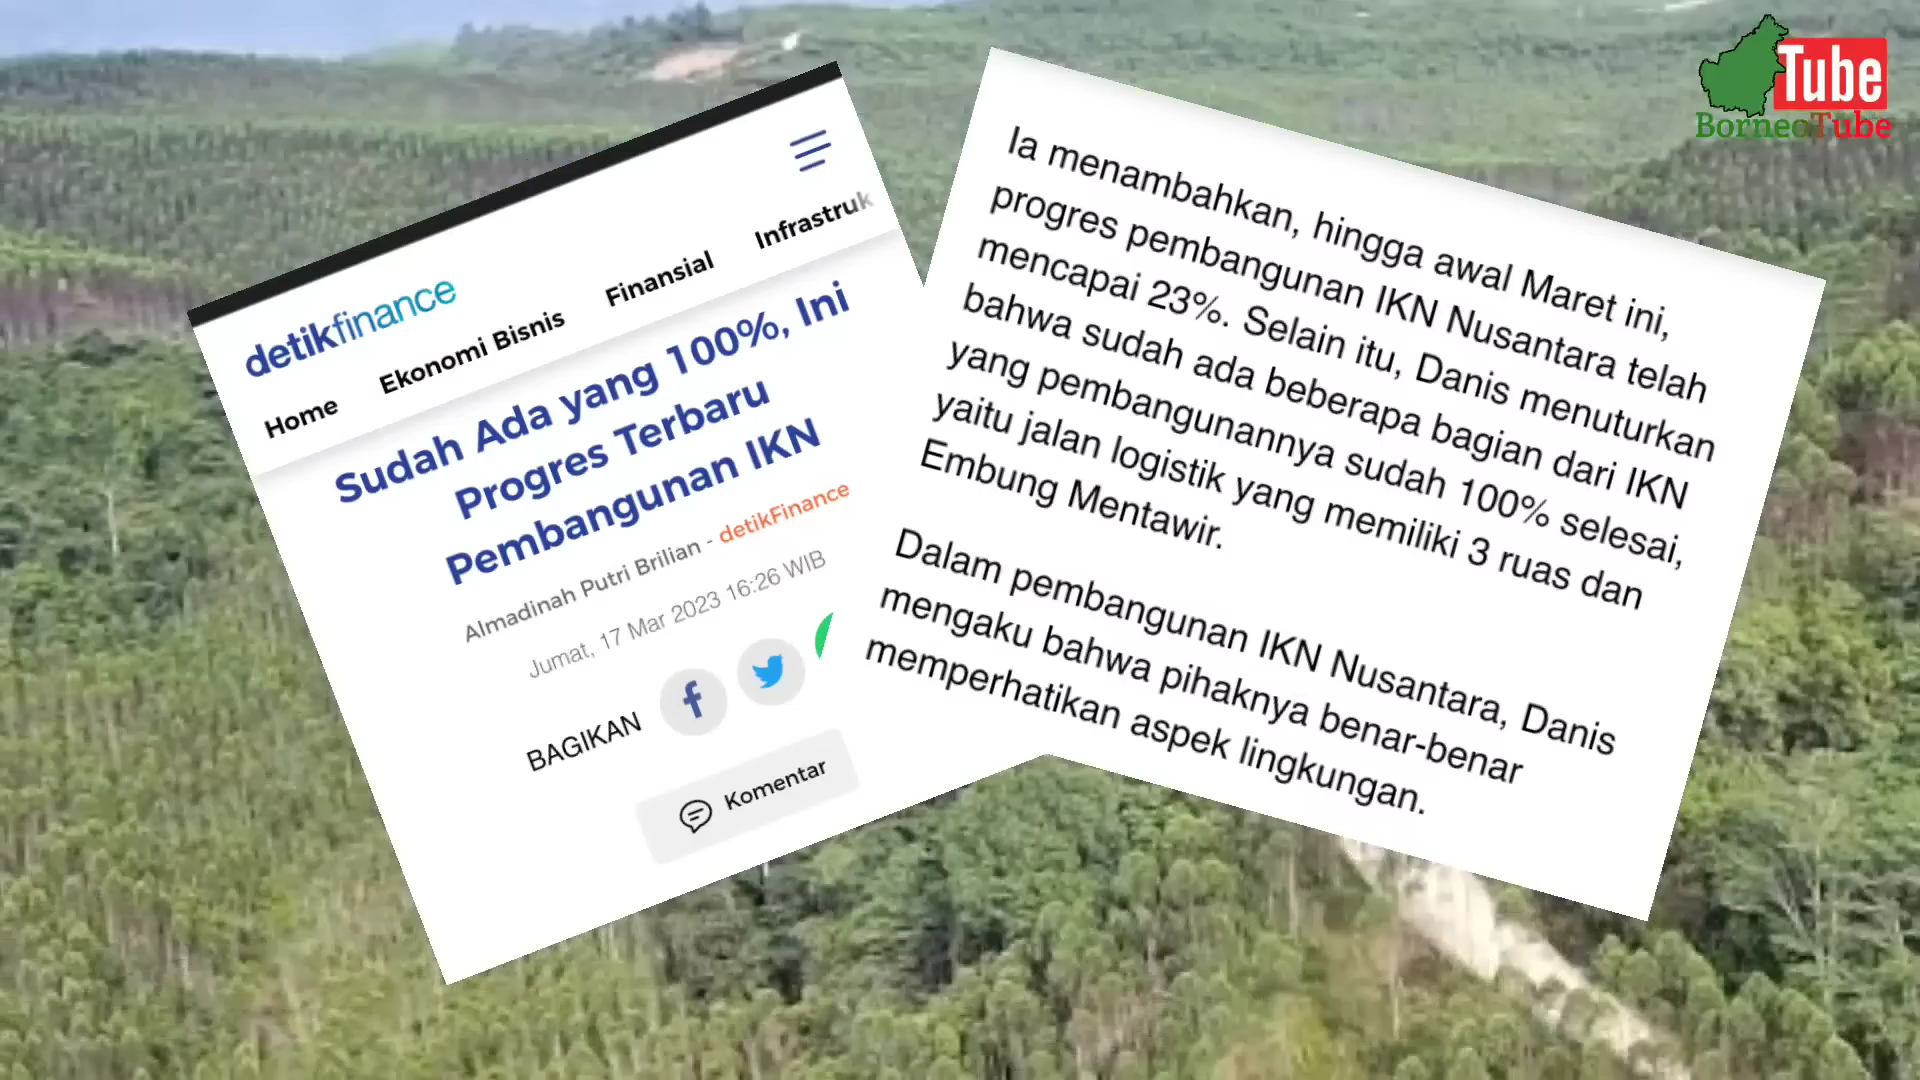 Tube
BorneoTube
detikfinance
Home
Ekonomi Bisnis
Finansial
Infrastruk
Sudah Ada yang 100%, Ini
Progres Terbaru
Pembangunan IKN
Almadinah Putri Brilian - detikFinance
Jumat, 17 Mar 2023 16:26 WIB
BAGIKAN
Komentar
Ia menambahkan, hingga awal Maret ini,
progres pembangunan IKN Nusantara telah
mencapai 23%. Selain itu, Danis menuturkan
bahwa sudah ada beberapa bagian dari IKN
yang pembangunannya sudah 100% selesai,
yaitu jalan logistik yang memiliki 3 ruas dan
Embung Mentawir.
Dalam pembangunan IKN Nusantara, Danis
mengaku bahwa pihaknya benar-benar
memperhatikan aspek lingkungan.